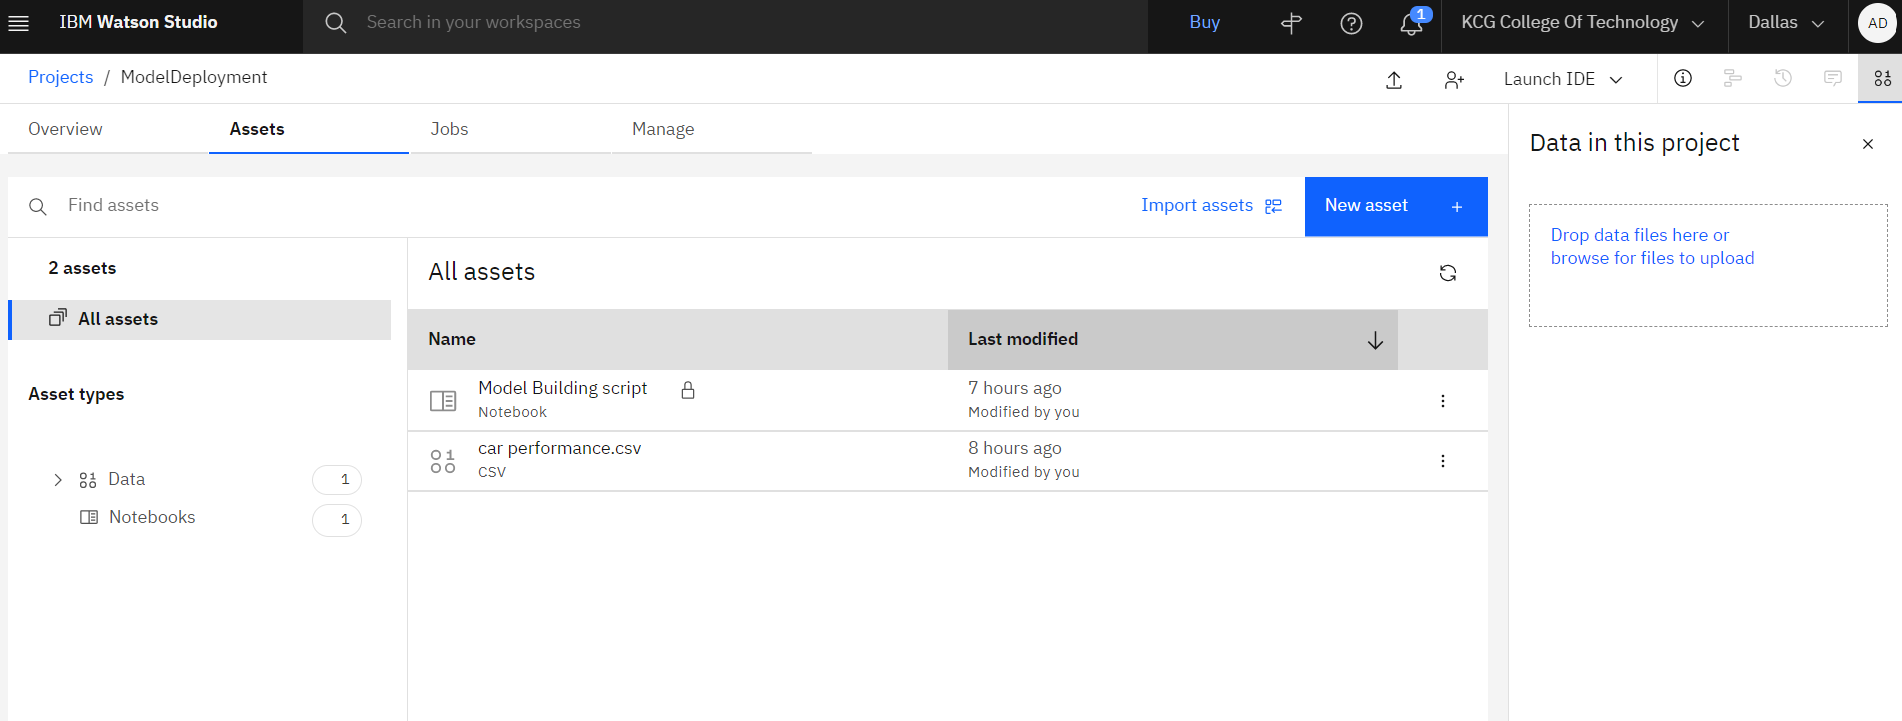 IBM Watson Studio
Search in your workspaces
Buy
1
KCG College Of Technology
Dallas
AD
Projects / ModelDeployment
Launch IDE
Overview
Assets
Jobs
Manage
Find assets
Import assets
New asset +
2 assets
All assets
Asset types
Data 1
Notebooks 1
All assets
Name
Last modified
Model Building script
Notebook
7 hours ago
Modified by you
car performance.csv
CSV
8 hours ago
Modified by you
Data in this project
Drop data files here or
browse for files to upload